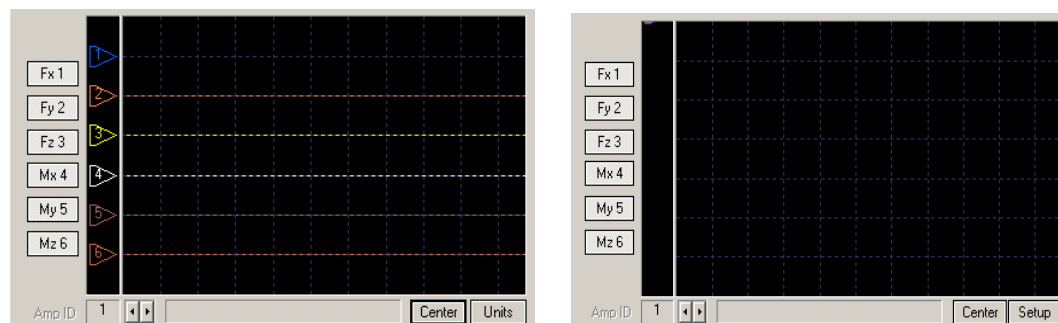 1
Fx 1
2
Fy 2
3
Fz 3
4
Mx 4
5
My 5
6
Mz 6
Amp ID
1
Center
Units
Fx 1
Fy 2
Fz 3
Mx 4
My 5
Mz 6
Amp ID
1
Center
Setup